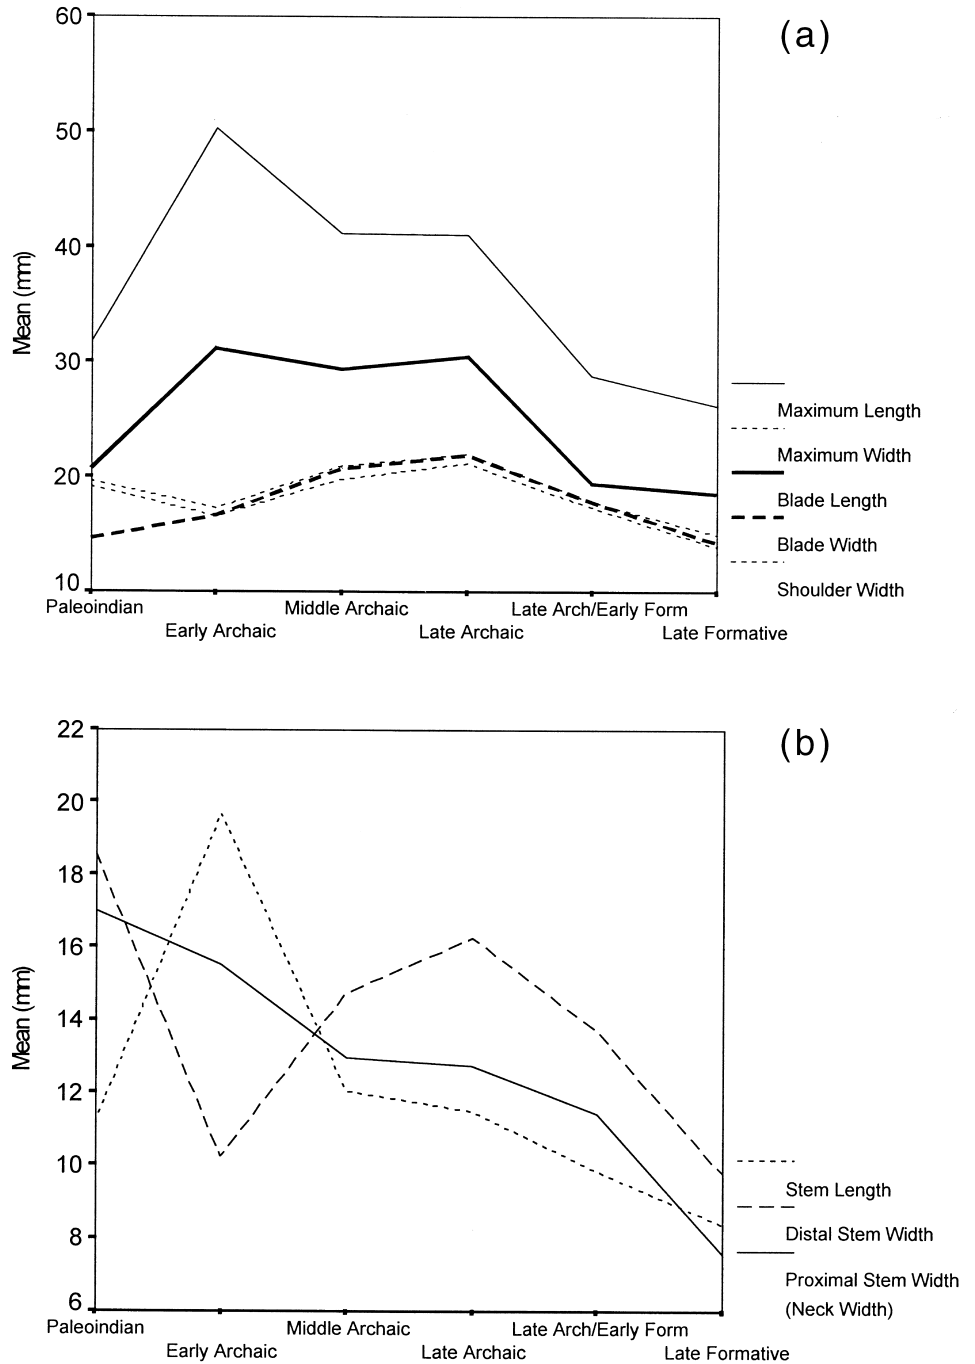 (a)
60
50
40
30
20
10
Mean (mm)
Paleoindian
Early Archaic
Middle Archaic
Late Archaic
Late Arch/Early Form
Late Formative
Maximum Length
Maximum Width
Blade Length
Blade Width
Shoulder Width
(b)
22
20
18
16
14
12
10
8
6
Mean (mm)
Paleoindian
Early Archaic
Middle Archaic
Late Archaic
Late Arch/Early Form
Late Formative
Stem Length
Distal Stem Width
Proximal Stem Width
(Neck Width)